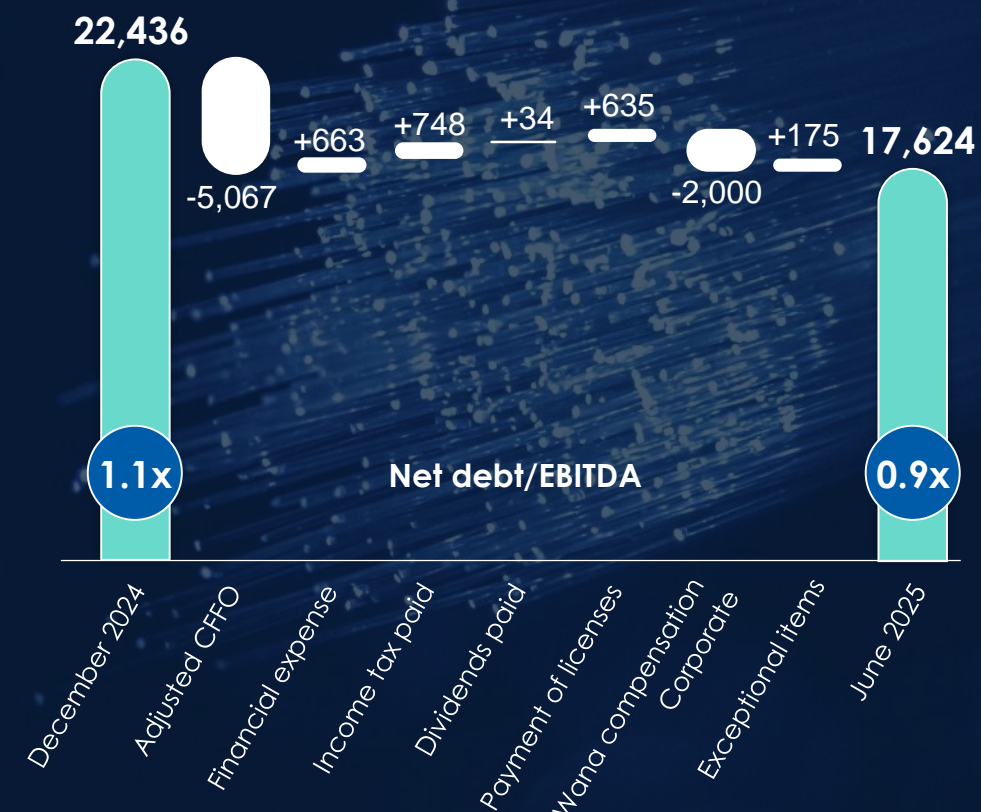 22,436
-5,067
+663
+748
+34
+635
-2,000
+175
17,624
1.1x
Net debt/EBITDA
0.9x
December 2024
Adjusted CFFO
Financial expense
Income tax paid
Dividends paid
Payment of licenses
Wana compensation
Corporate
Exceptional items
June 2025